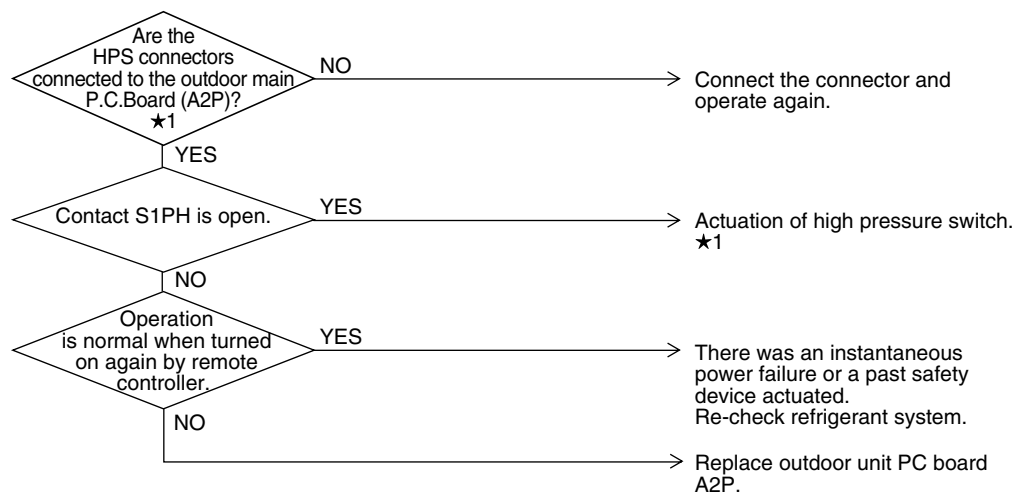 Are the
HPS connectors
connected to the outdoor main
P.C.Board (A2P)?
★1
NO
Connect the connector and
operate again.
YES
Contact S1PH is open.
YES
Actuation of high pressure switch.
★1
NO
Operation
is normal when turned
on again by remote
controller.
YES
There was an instantaneous
power failure or a past safety
device actuated.
Re-check refrigerant system.
NO
Replace outdoor unit PC board
A2P.